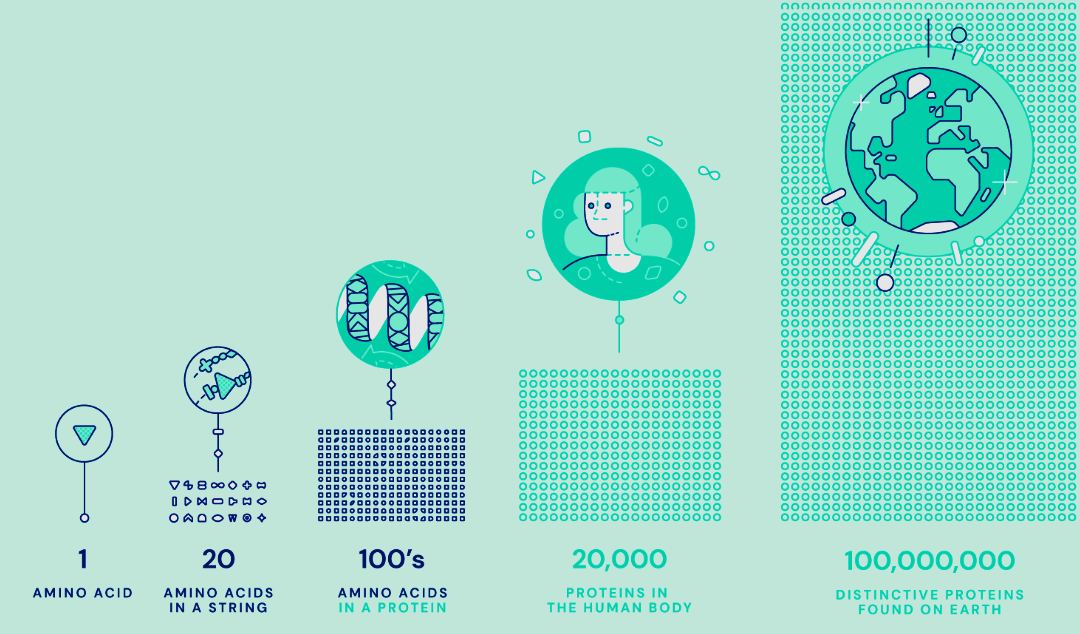 1
AMINO ACID
20
AMINO ACIDS
IN A STRING
100's
AMINO ACIDS
IN A PROTEIN
20,000
PROTEINS IN
THE HUMAN BODY
100,000,000
DISTINCTIVE PROTEINS
FOUND ON EARTH